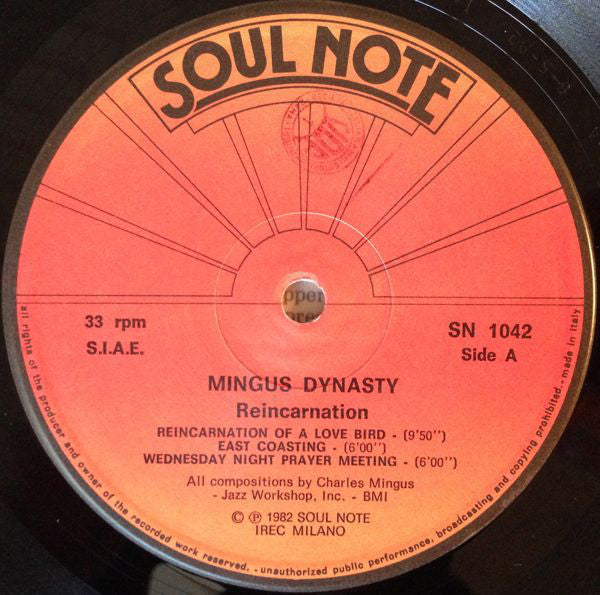 SOUL NOTE
33 rpm
S.I.A.E.
SN 1042
Side A
MINGUS DYNASTY
Reincarnation
REINCARNATION OF A LOVE BIRD - (9'50'')
EAST COASTING - (6'00'')
WEDNESDAY NIGHT PRAYER MEETING - (6'00'')
All compositions by Charles Mingus
- Jazz Workshop, Inc. - BMI
© ℗ 1982 SOUL NOTE
IREC MILANO
all rights of the producer and owner of the recorded work reserved. - unauthorized public performance, broadcasting and copying prohibited. - made in Italy